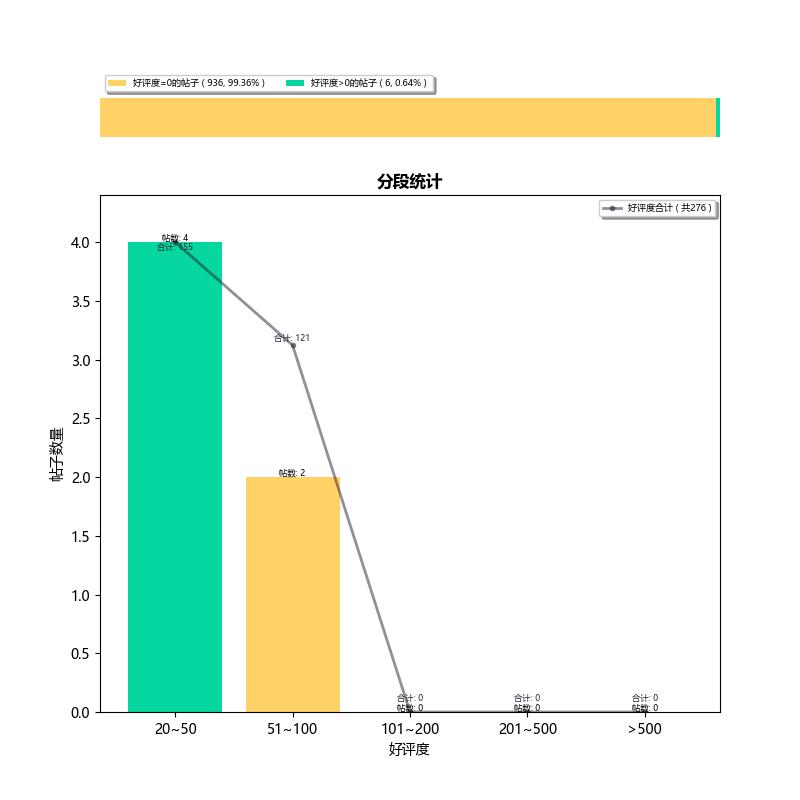 好评度=0的帖子 ( 936, 99.36% ) 好评度>0的帖子 ( 6, 0.64% )
分段统计
好评度合计 ( 共276 )
4.0
3.5
3.0
2.5
2.0
1.5
1.0
0.5
0.0
帖子数量
帖数: 4
合计: 155
合计: 121
帖数: 2
合计: 0
帖数: 0
合计: 0
帖数: 0
合计: 0
帖数: 0
20~50 51~100 101~200 201~500 >500
好评度